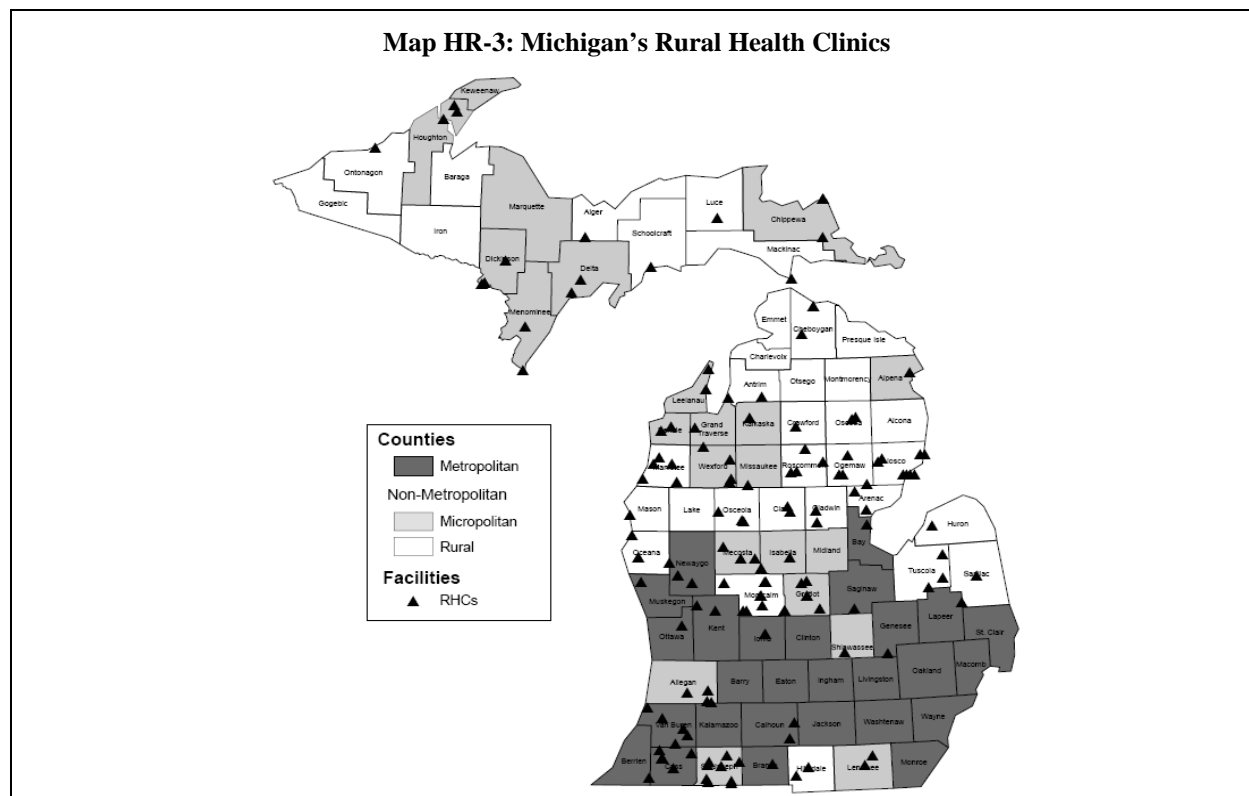 Map HR-3: Michigan's Rural Health Clinics
Keweenaw
Houghton
Ontonagon
Baraga
Gogebic
Marquette
Alger
Luce
Chippewa
Iron
Schoolcraft
Mackinac
Dickinson
Delta
Menominee
Emmet
Cheboygan
Presque Isle
Charlevoix
Antrim
Otsego
Montmorency
Alpena
Leelanau
Benzie
Grand
Traverse
Kalkaska
Crawford
Oscoda
Alcona
Manistee
Wexford
Missaukee
Roscommon
Ogemaw
Iosco
Mason
Lake
Osceola
Clare
Gladwin
Arenac
Huron
Oceana
Newaygo
Mecosta
Isabella
Midland
Bay
Tuscola
Sanilac
Muskegon
Montcalm
Gratiot
Saginaw
Ottawa
Kent
Ionia
Clinton
Shiawassee
Genesee
Lapeer
St. Clair
Allegan
Barry
Eaton
Ingham
Livingston
Oakland
Macomb
Van Buren
Kalamazoo
Calhoun
Jackson
Washtenaw
Wayne
Berrien
Cass
St. Joseph
Branch
Hillsdale
Lenawee
Monroe
Counties
Metropolitan
Non-Metropolitan
Micropolitan
Rural
Facilities
RHCs